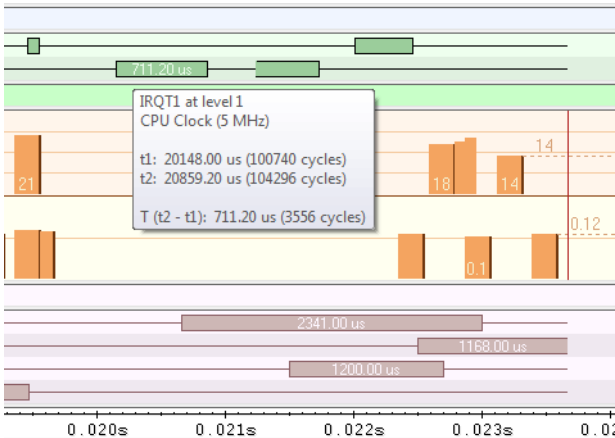 711.20 us
IRQT1 at level 1
CPU Clock (5 MHz)
t1: 20148.00 us (100740 cycles)
t2: 20859.20 us (104296 cycles)
T (t2 - t1): 711.20 us (3556 cycles)
14
21
18
14
0.12
0.1
2341.00 us
1168.00 us
1200.00 us
0.020s 0.021s 0.022s 0.023s 0.02